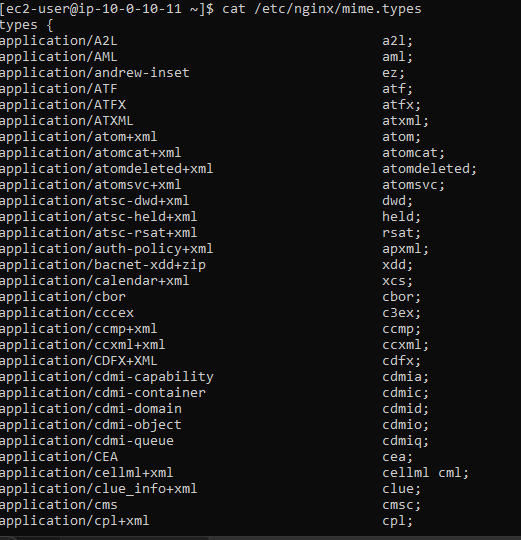 [ec2-user@ip-10-0-10-11 ~]$ cat /etc/nginx/mime.types
types {
application/A2L a2l;
application/AML aml;
application/andrew-inset ez;
application/ATF atf;
application/ATFX atfx;
application/ATXML atxml;
application/atom+xml atom;
application/atomcat+xml atomcat;
application/atomdeleted+xml atomdeleted;
application/atomsvc+xml atomsvc;
application/atsc-dwd+xml dwd;
application/atsc-held+xml held;
application/atsc-rsat+xml rsat;
application/auth-policy+xml apxml;
application/bacnet-xdd+zip xdd;
application/calendar+xml xcs;
application/cbor cbor;
application/cccex c3ex;
application/ccmp+xml ccmp;
application/ccxml+xml ccxml;
application/CDFX+XML cdfx;
application/cdmi-capability cdmia;
application/cdmi-container cdmic;
application/cdmi-domain cdmid;
application/cdmi-object cdmio;
application/cdmi-queue cdmiq;
application/CEA cea;
application/cellml+xml cellml cml;
application/clue_info+xml clue;
application/cms cmsc;
application/cpl+xml cpl;